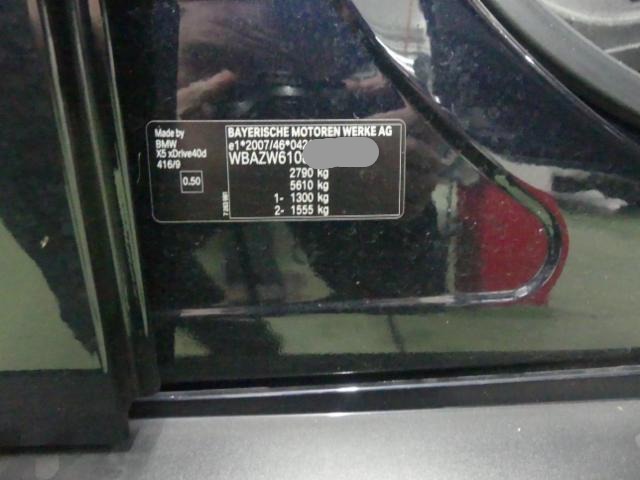 Made by
BMW
X5 xDrive40d
416/9
0.50
BAYERISCHE MOTOREN WERKE AG
e1*2007/46*04
WBAZW610
2790 kg
5610 kg
1- 1300 kg
2- 1555 kg